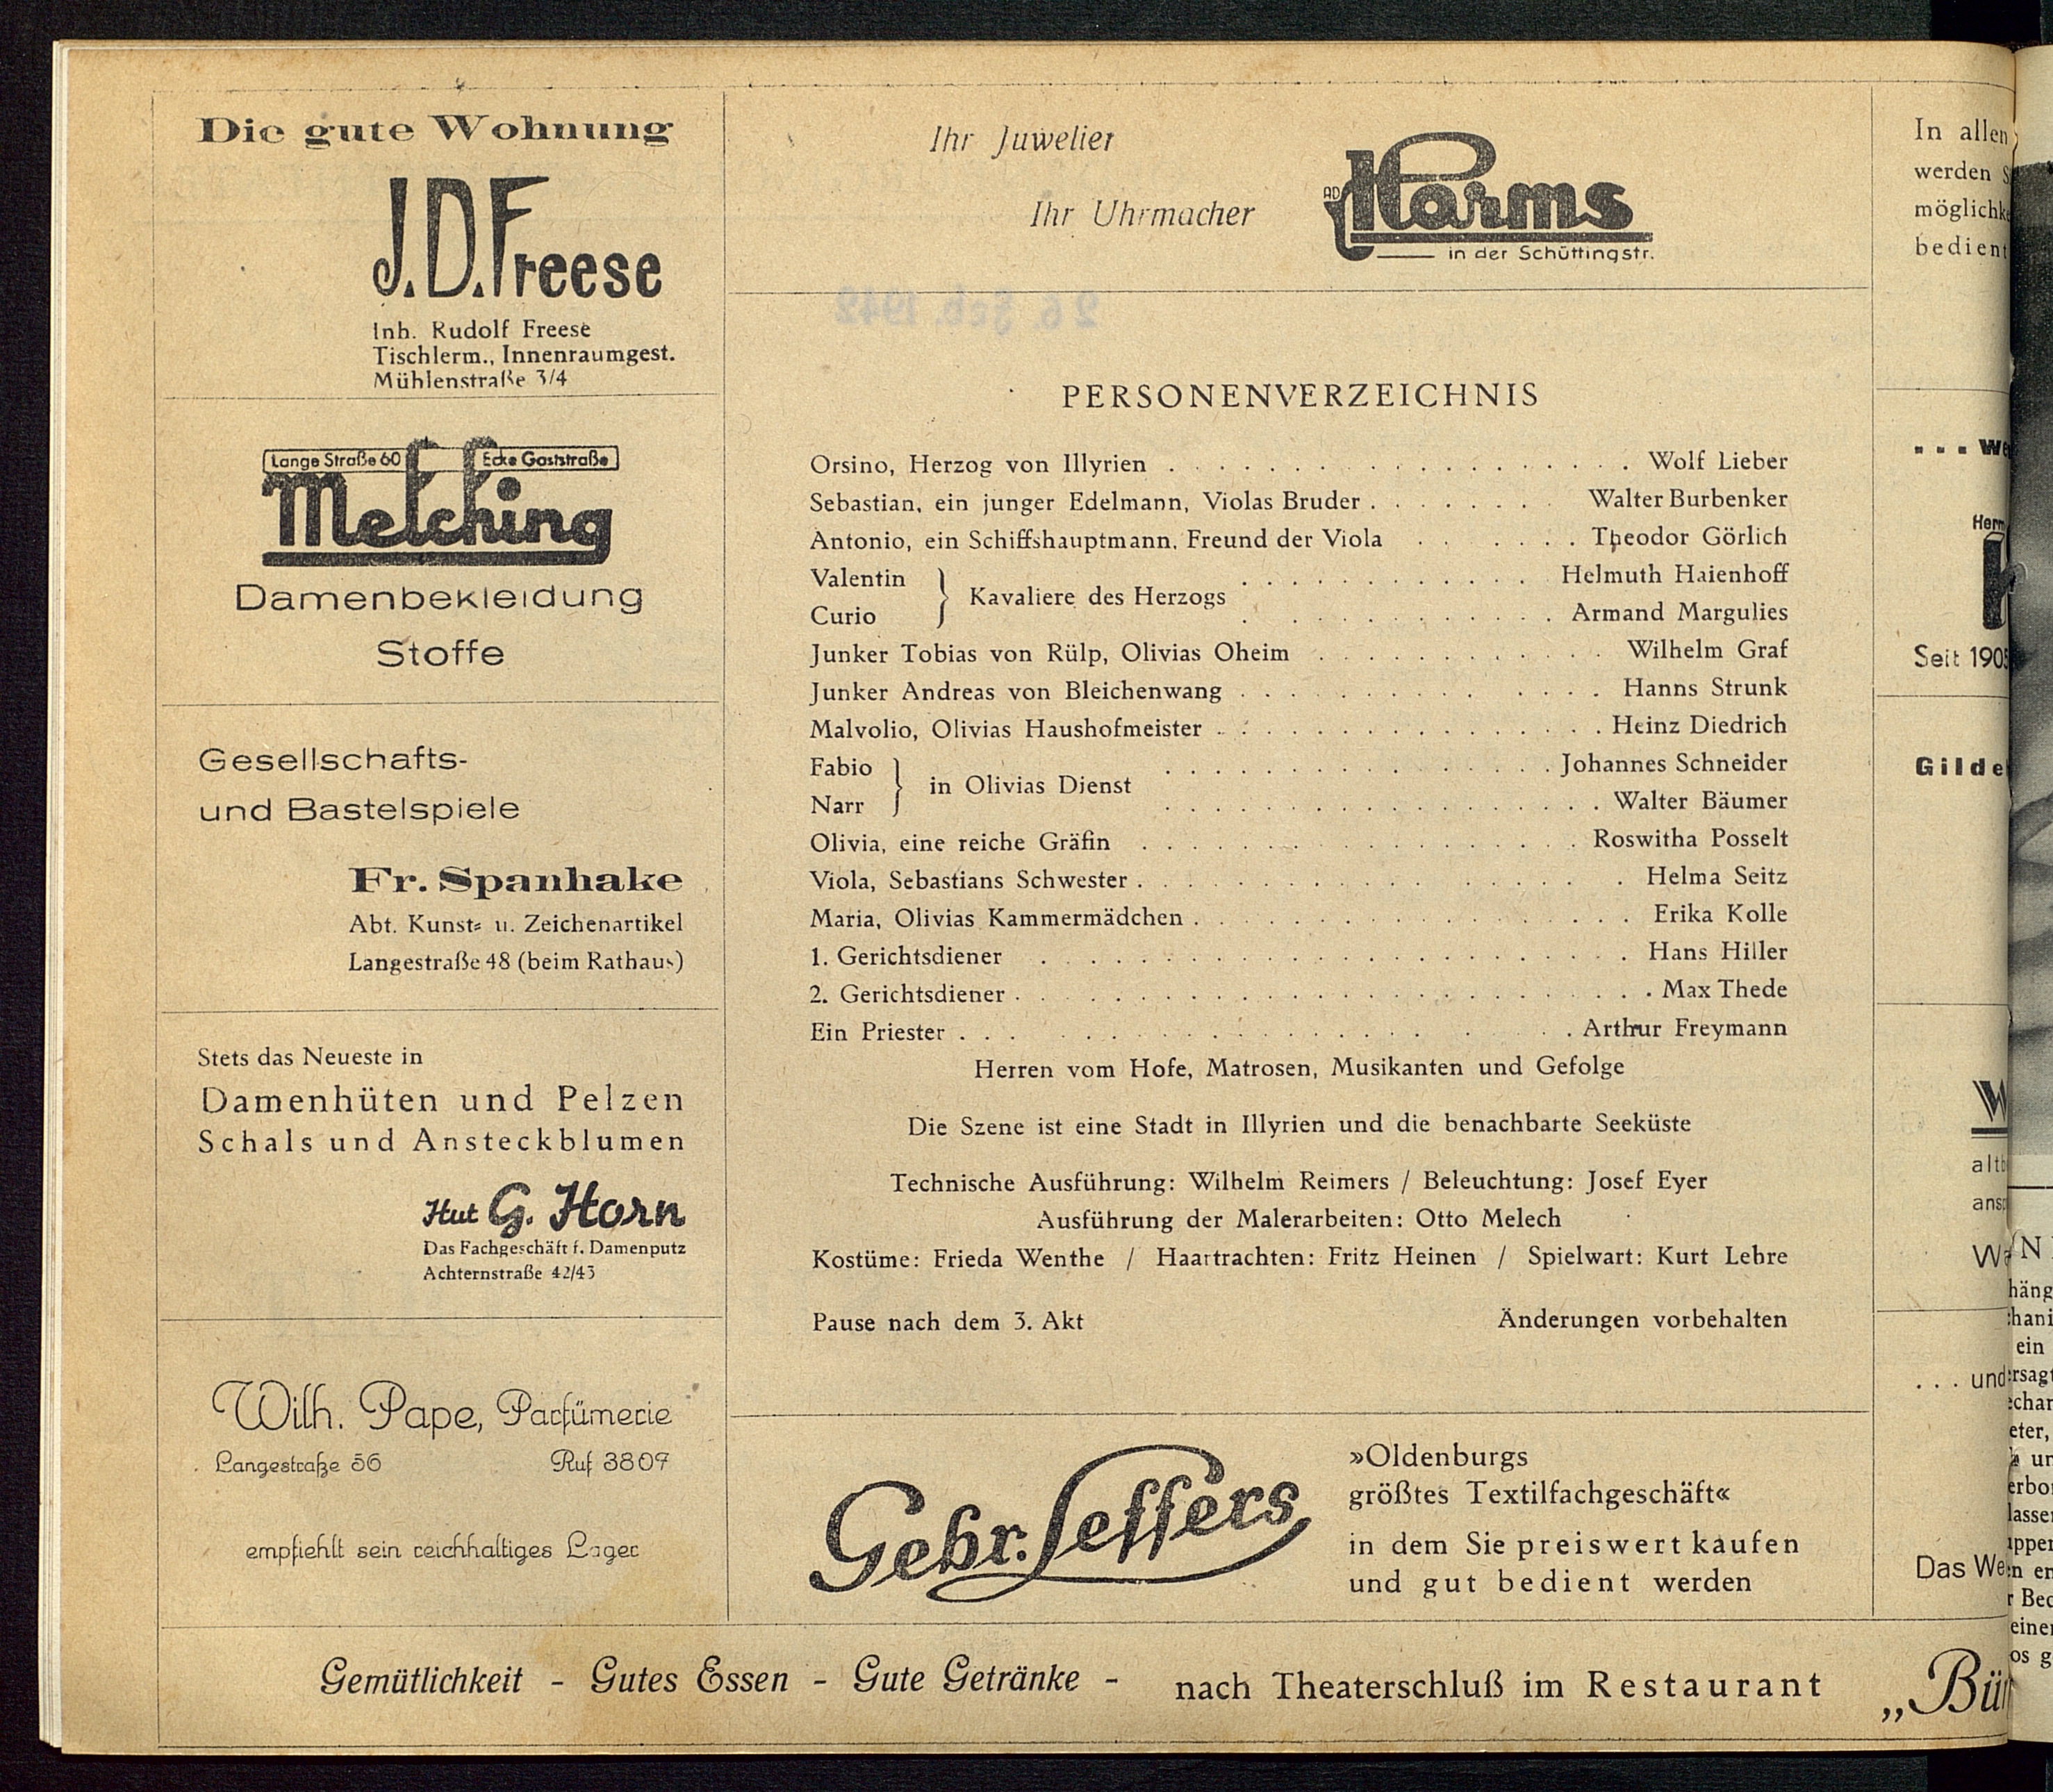 Die gute Wohnung
J.D.Freese
Inh. Rudolf Freese
Tischlerm., Innenraumgest.
Mühlenstraße 3/4
Lange Straße 60 Ecke Gaststraße
Melching
Damenbekleidung
Stoffe
Gesellschafts-
und Bastelspiele
Fr. Spanhake
Abt. Kunst- u. Zeichenartikel
Langestraße 48 (beim Rathaus)
Stets das Neueste in
Damenhüten und Pelzen
Schals und Ansteckblumen
Hut G. Horn
Das Fachgeschäft f. Damenputz
Achternstraße 42/43
Wilh. Pape, Parfümerie
Langestraße 56 Ruf 3807
empfiehlt sein reichhaltiges Lager
Ihr Juwelier
Ihr Uhrmacher
AD Harms
in der Schüttingstr.
26. Feb. 1942
PERSONENVERZEICHNIS
Orsino, Herzog von Illyrien . . . . . . . . . . . . . . . . . . Wolf Lieber
Sebastian, ein junger Edelmann, Violas Bruder . . . . . . . . Walter Burbenker
Antonio, ein Schiffshauptmann, Freund der Viola . . . . . . . Theodor Görlich
Valentin . . . . . . . . . . . . Helmuth Haienhoff
} Kavaliere des Herzogs
Curio . . . . . . . . . . . . Armand Margulies
Junker Tobias von Rülp, Olivias Oheim . . . . . . . . . . . . Wilhelm Graf
Junker Andreas von Bleichenwang . . . . . . . . . . . . . Hanns Strunk
Malvolio, Olivias Haushofmeister . . . . . . . . . . . . . . . . Heinz Diedrich
Fabio . . . . . . . . . . . . . . . Johannes Schneider
} in Olivias Dienst
Narr . . . . . . . . . . . . . . . . . Walter Bäumer
Olivia, eine reiche Gräfin . . . . . . . . . . . . . . . . . Roswitha Posselt
Viola, Sebastians Schwester . . . . . . . . . . . . . . . . . Helma Seitz
Maria, Olivias Kammermädchen . . . . . . . . . . . . . . . . . Erika Kolle
1. Gerichtsdiener . . . . . . . . . . . . . . . . . . . . . Hans Hiller
2. Gerichtsdiener . . . . . . . . . . . . . . . . . . . . . . . Max Thede
Ein Priester . . . . . . . . . . . . . . . . . . . . . Arthur Freymann
Herren vom Hofe, Matrosen, Musikanten und Gefolge
Die Szene ist eine Stadt in Illyrien und die benachbarte Seeküste
Technische Ausführung: Wilhelm Reimers / Beleuchtung: Josef Eyer
Ausführung der Malerarbeiten: Otto Melech
Kostüme: Frieda Wenthe / Haartrachten: Fritz Heinen / Spielwart: Kurt Lehre
Pause nach dem 3. Akt Änderungen vorbehalten
Gebr. Leffers
»Oldenburgs
größtes Textilfachgeschäft«
in dem Sie preiswert kaufen
und gut bedient werden
Gemütlichkeit - Gutes Essen - Gute Getränke - nach Theaterschluß im Restaurant
In allen
werden
bedient
Seit 1905
. . . und
Das